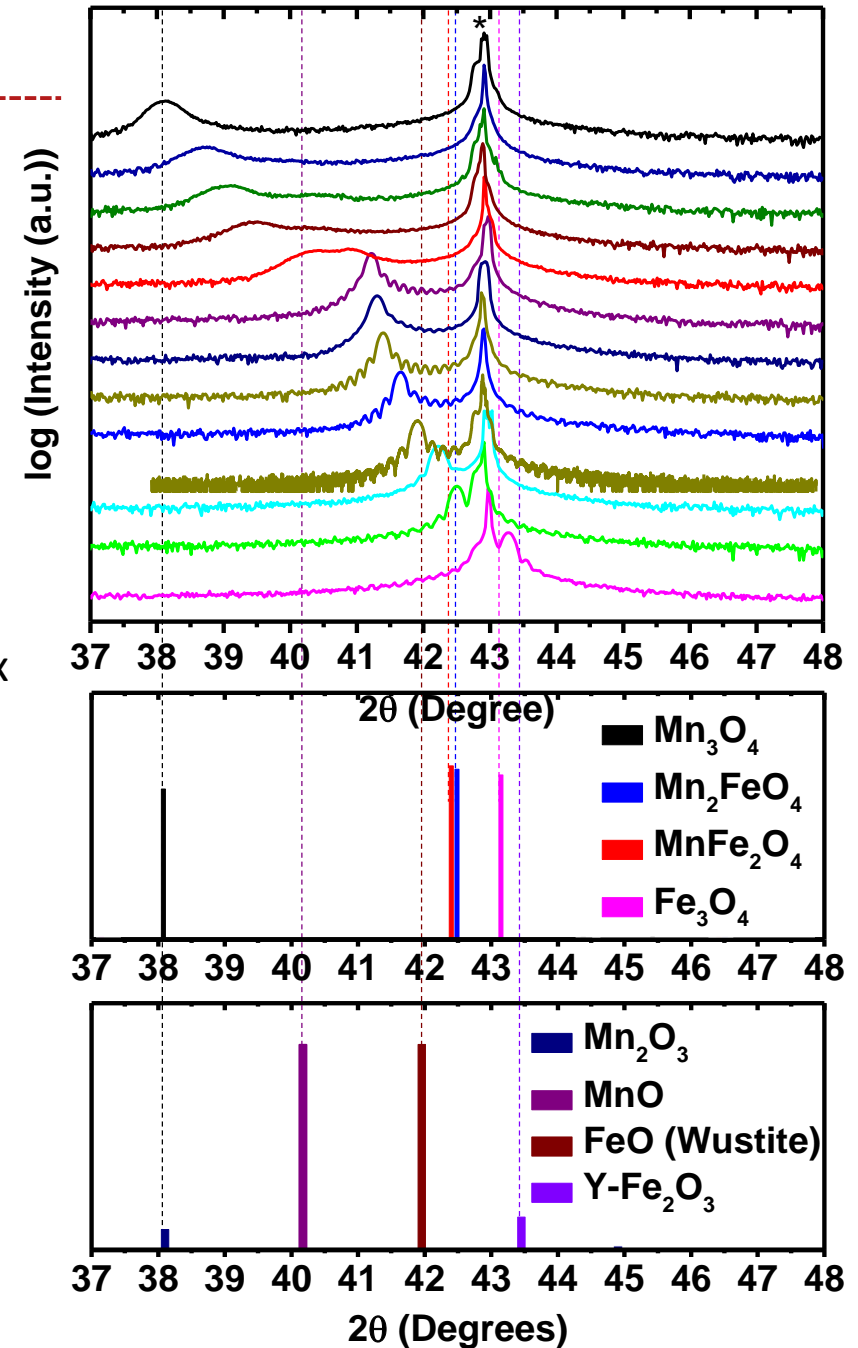 *
log (Intensity (a.u.))
37 38 39 40 41 42 43 44 45 46 47 48
x
2θ (Degree)
Mn₃O₄
Mn₂FeO₄
MnFe₂O₄
Fe₃O₄
37 38 39 40 41 42 43 44 45 46 47 48
Mn₂O₃
MnO
FeO (Wustite)
Y-Fe₂O₃
37 38 39 40 41 42 43 44 45 46 47 48
2θ (Degrees)